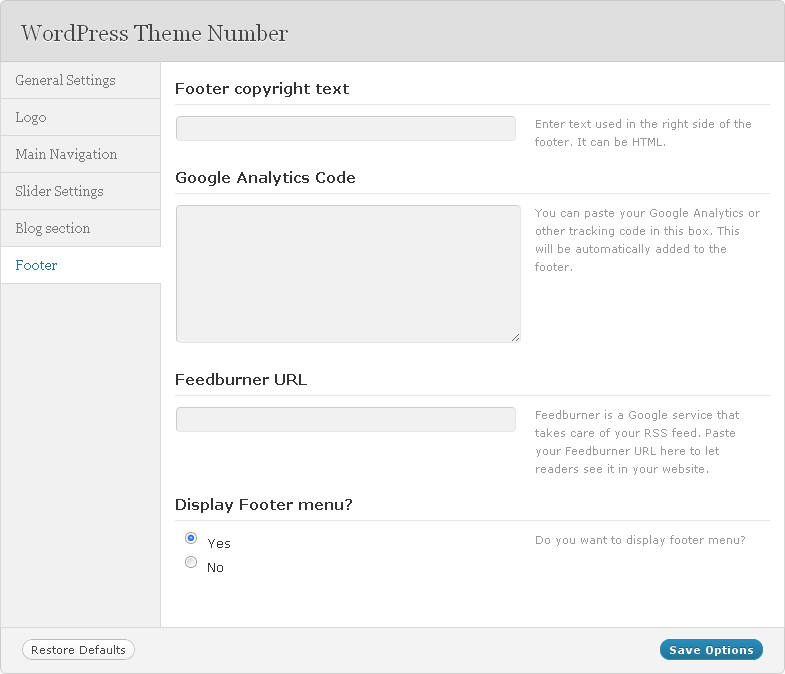 WordPress Theme Number
General Settings
Logo
Main Navigation
Slider Settings
Blog section
Footer
Footer copyright text
Enter text used in the right side of the
footer. It can be HTML.
Google Analytics Code
You can paste your Google Analytics or
other tracking code in this box. This
will be automatically added to the
footer.
Feedburner URL
Feedburner is a Google service that
takes care of your RSS feed. Paste
your Feedburner URL here to let
readers see it in your website.
Display Footer menu?
Yes
No
Do you want to display footer menu?
Restore Defaults
Save Options